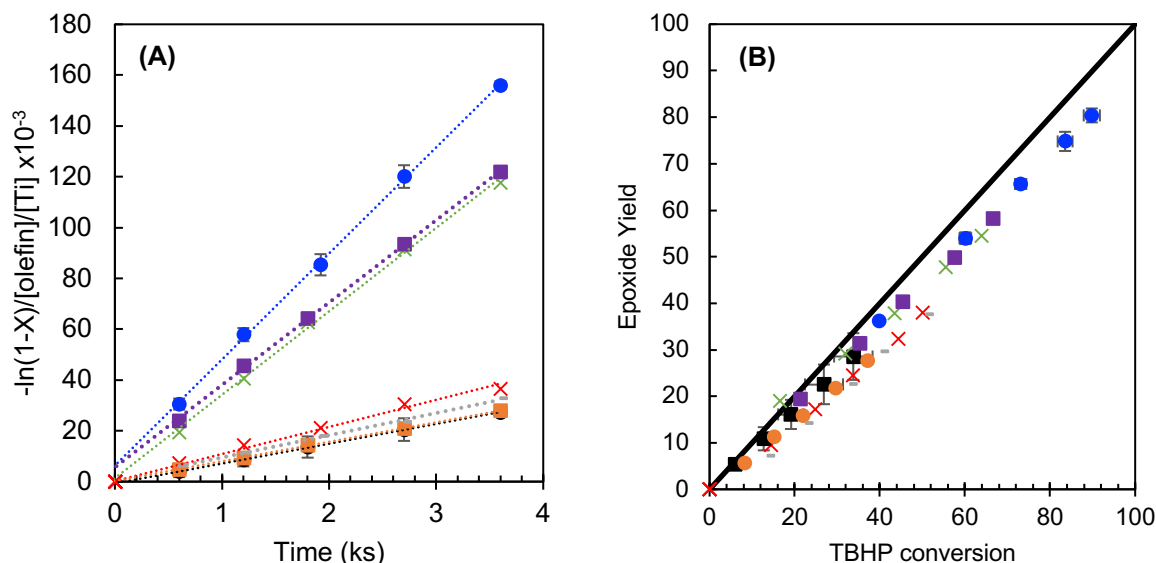 (A)
-ln(1-X)/[olefin]/[Ti] x10⁻³
180
160
140
120
100
80
60
40
20
0
0 1 2 3 4
Time (ks)
(B)
Epoxide Yield
100
90
80
70
60
50
40
30
20
10
0
0 20 40 60 80 100
TBHP conversion